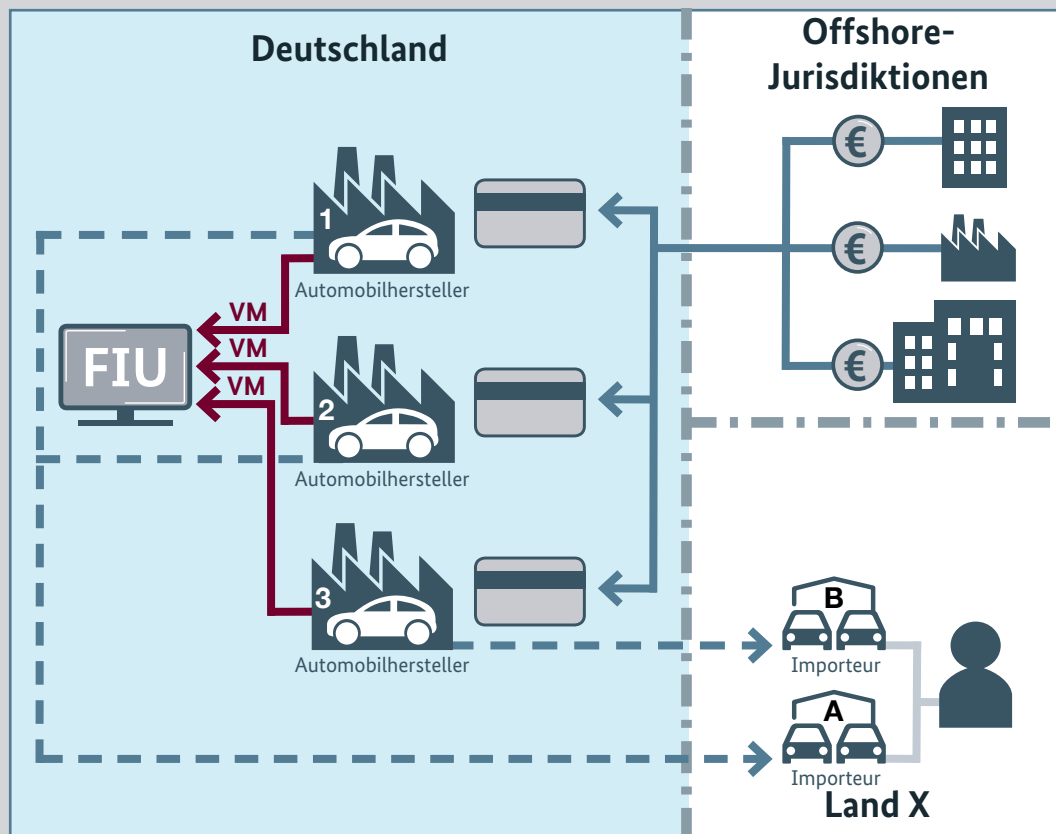 Deutschland
Offshore-
Jurisdiktionen
€
€
€
1
Automobilhersteller
VM
VM
VM
FIU
2
Automobilhersteller
3
Automobilhersteller
B
Importeur
A
Importeur
Land X